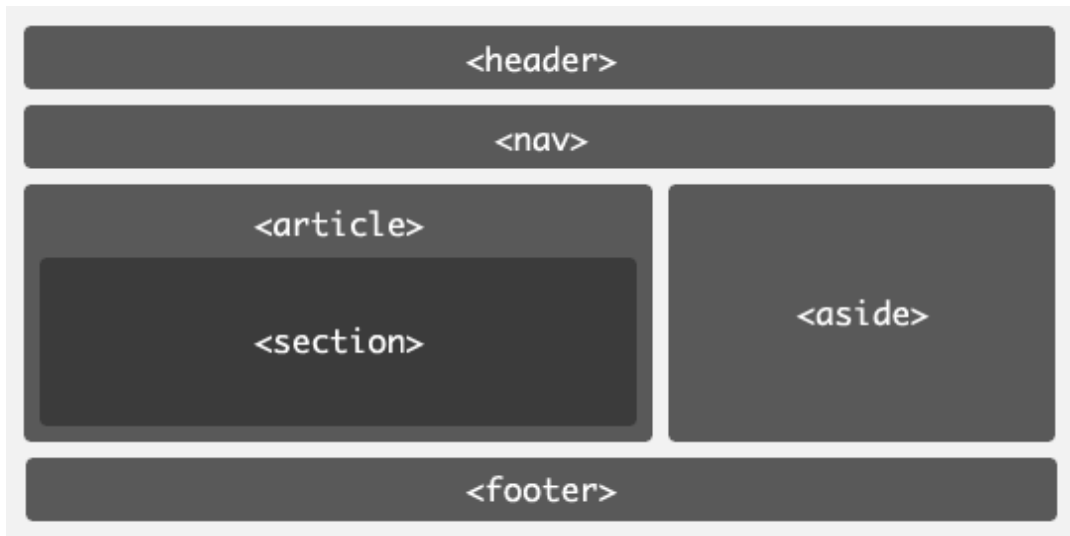 <header>
<nav>
<article>
<section>
<aside>
<footer>